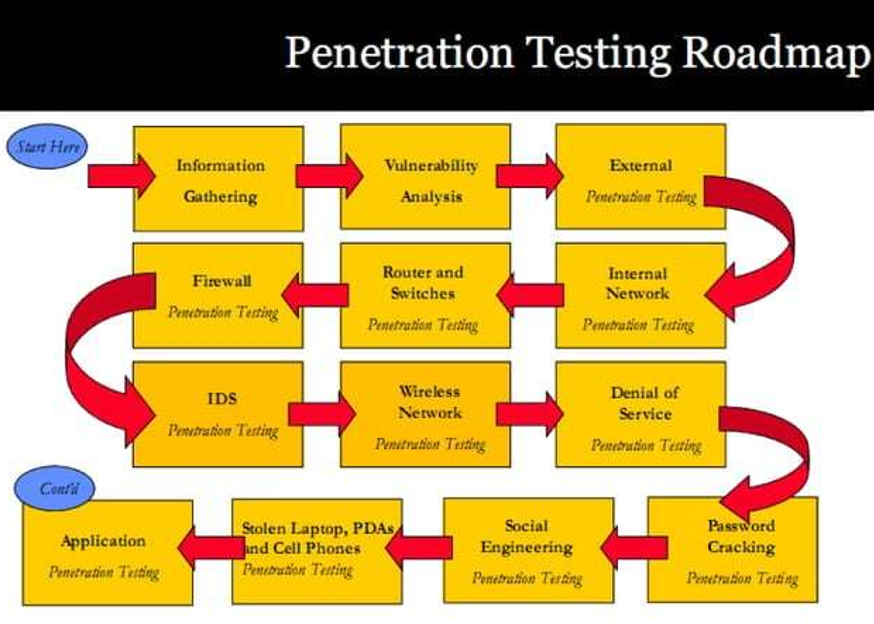 Penetration Testing Roadmap
Start Here
Information
Gathering
Vulnerability
Analysis
External
Penetration Testing
Firewall
Penetration Testing
Router and
Switches
Penetration Testing
Internal
Network
Penetration Testing
IDS
Penetration Testing
Wireless
Network
Penetration Testing
Denial of
Service
Penetration Testing
Cont'd
Application
Penetration Testing
Stolen Laptop, PDAs
and Cell Phones
Penetration Testing
Social
Engineering
Penetration Testing
Password
Cracking
Penetration Testing